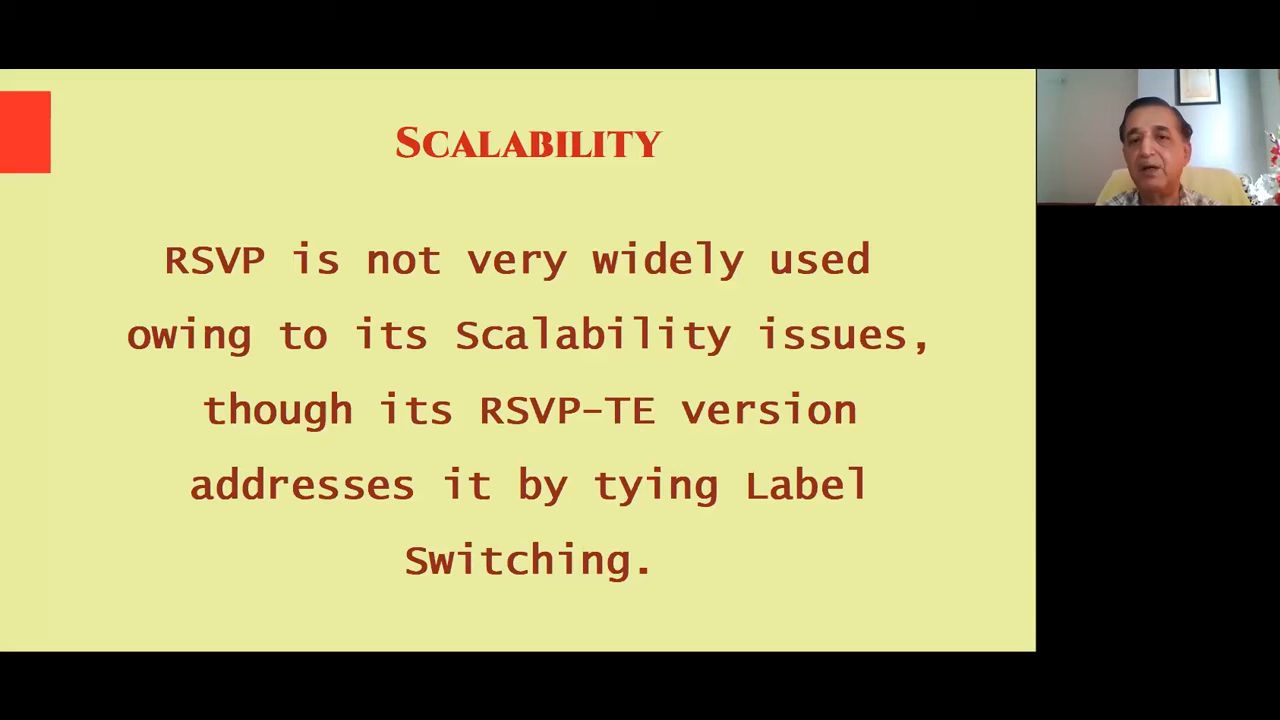 SCALABILITY
RSVP is not very widely used
owing to its Scalability issues,
though its RSVP-TE version
addresses it by tying Label
Switching.